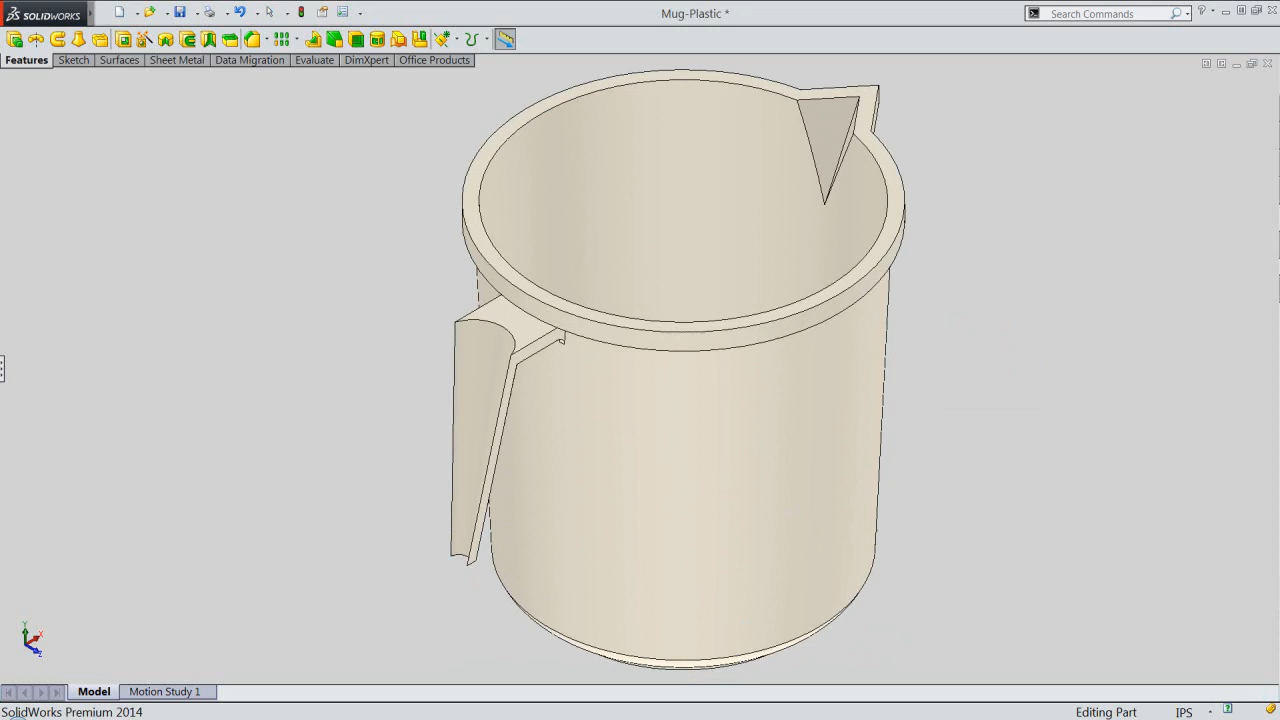 SOLIDWORKS
Mug-Plastic *
Search Commands
Features Sketch Surfaces Sheet Metal Data Migration Evaluate DimXpert Office Products
Y
X
Z
Model Motion Study 1
SolidWorks Premium 2014 Editing Part IPS